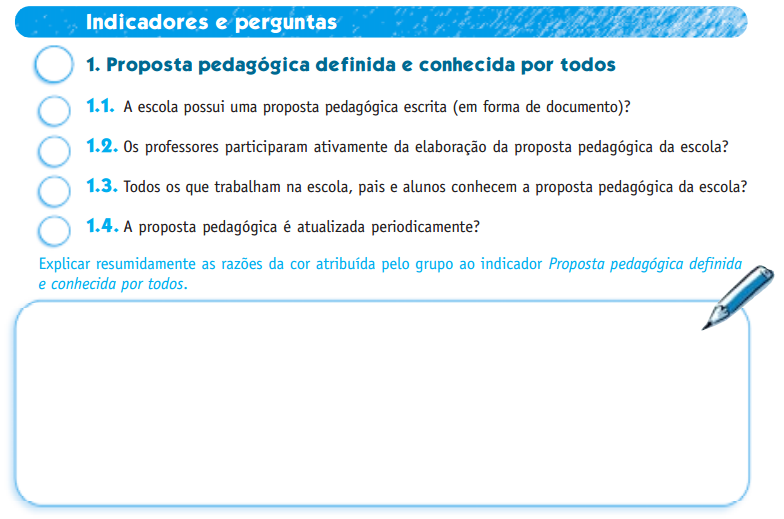 Indicadores e perguntas
1. Proposta pedagógica definida e conhecida por todos
1.1. A escola possui uma proposta pedagógica escrita (em forma de documento)?
1.2. Os professores participaram ativamente da elaboração da proposta pedagógica da escola?
1.3. Todos os que trabalham na escola, pais e alunos conhecem a proposta pedagógica da escola?
1.4. A proposta pedagógica é atualizada periodicamente?
Explicar resumidamente as razões da cor atribuída pelo grupo ao indicador Proposta pedagógica definida
e conhecida por todos.